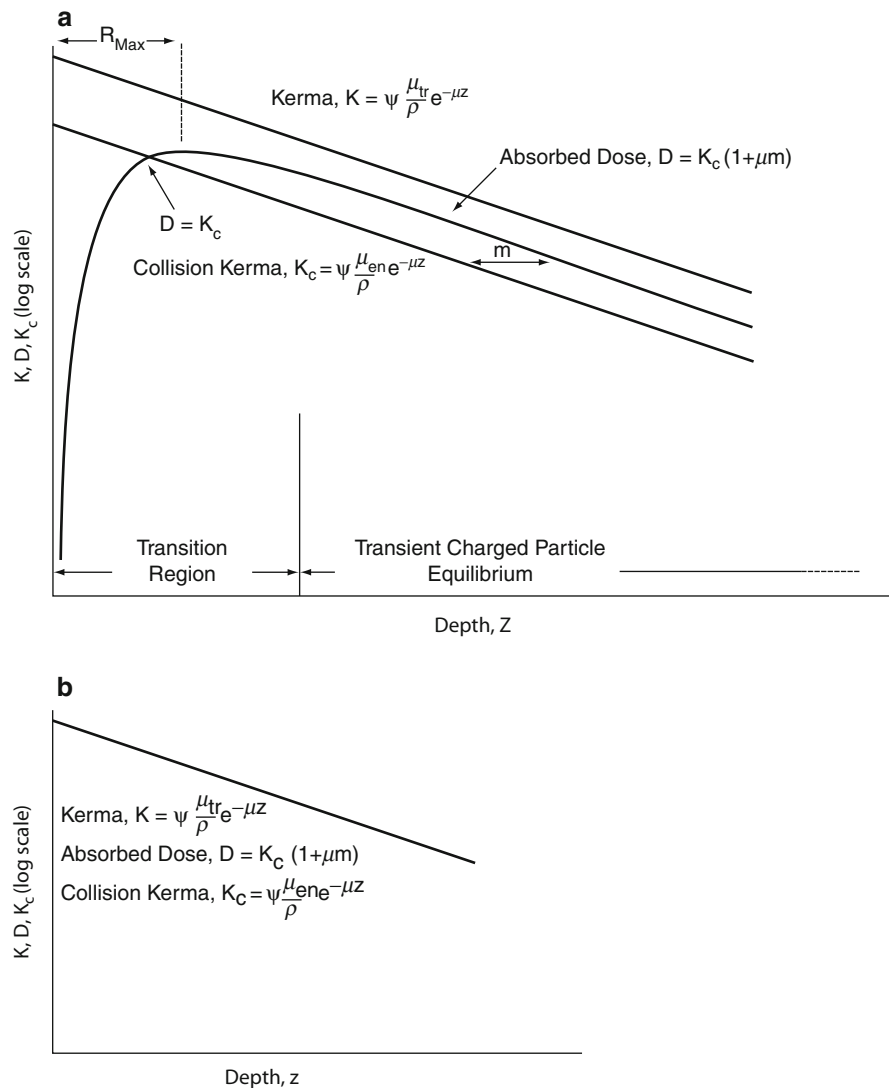 a
R_Max
Kerma, K = ψ μ_tr/ρ e^−μz
Absorbed Dose, D = K_c (1+μm)
D = K_c
m
Collision Kerma, K_c = ψ μ_en/ρ e^−μz
K, D, K_c (log scale)
Transition
Region
Transient Charged Particle
Equilibrium
Depth, Z
b
Kerma, K = ψ μ_tr/ρ e^−μz
Absorbed Dose, D = K_c (1+μm)
Collision Kerma, K_c = ψ μ_en/ρ e^−μz
K, D, K_c (log scale)
Depth, z